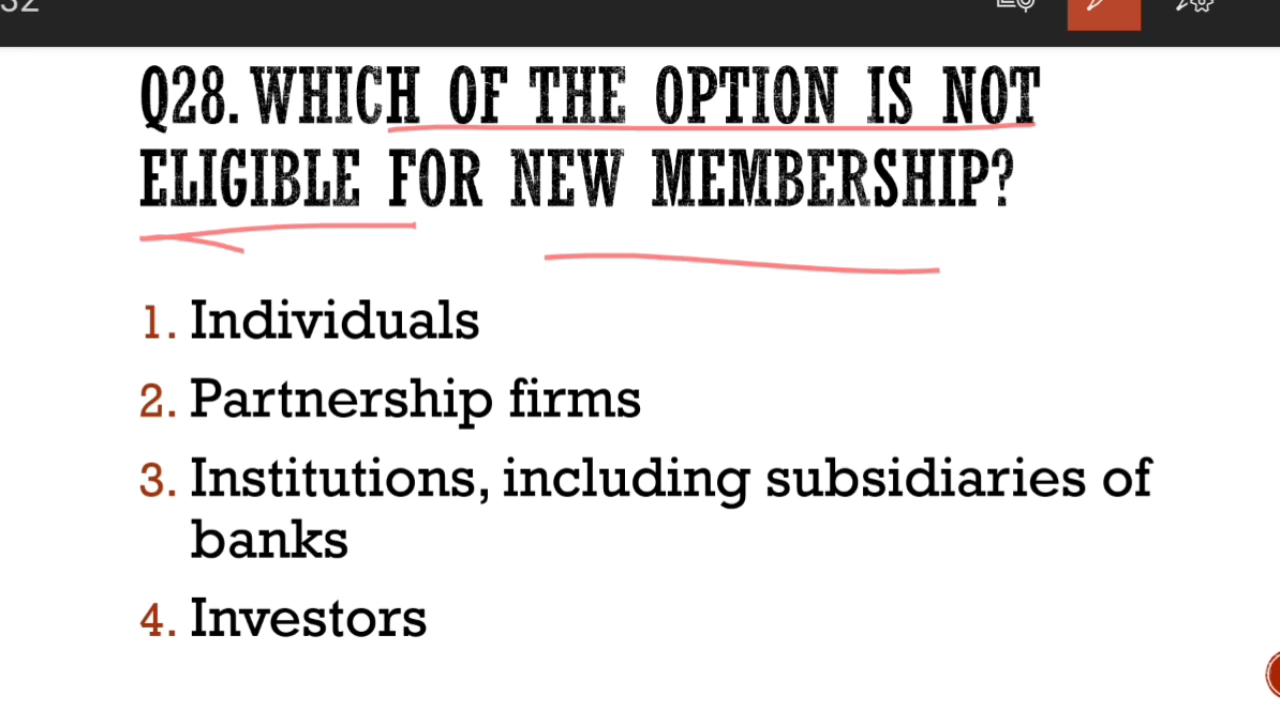 Q28. WHICH OF THE OPTION IS NOT
ELIGIBLE FOR NEW MEMBERSHIP?
1. Individuals
2. Partnership firms
3. Institutions, including subsidiaries of
banks
4. Investors